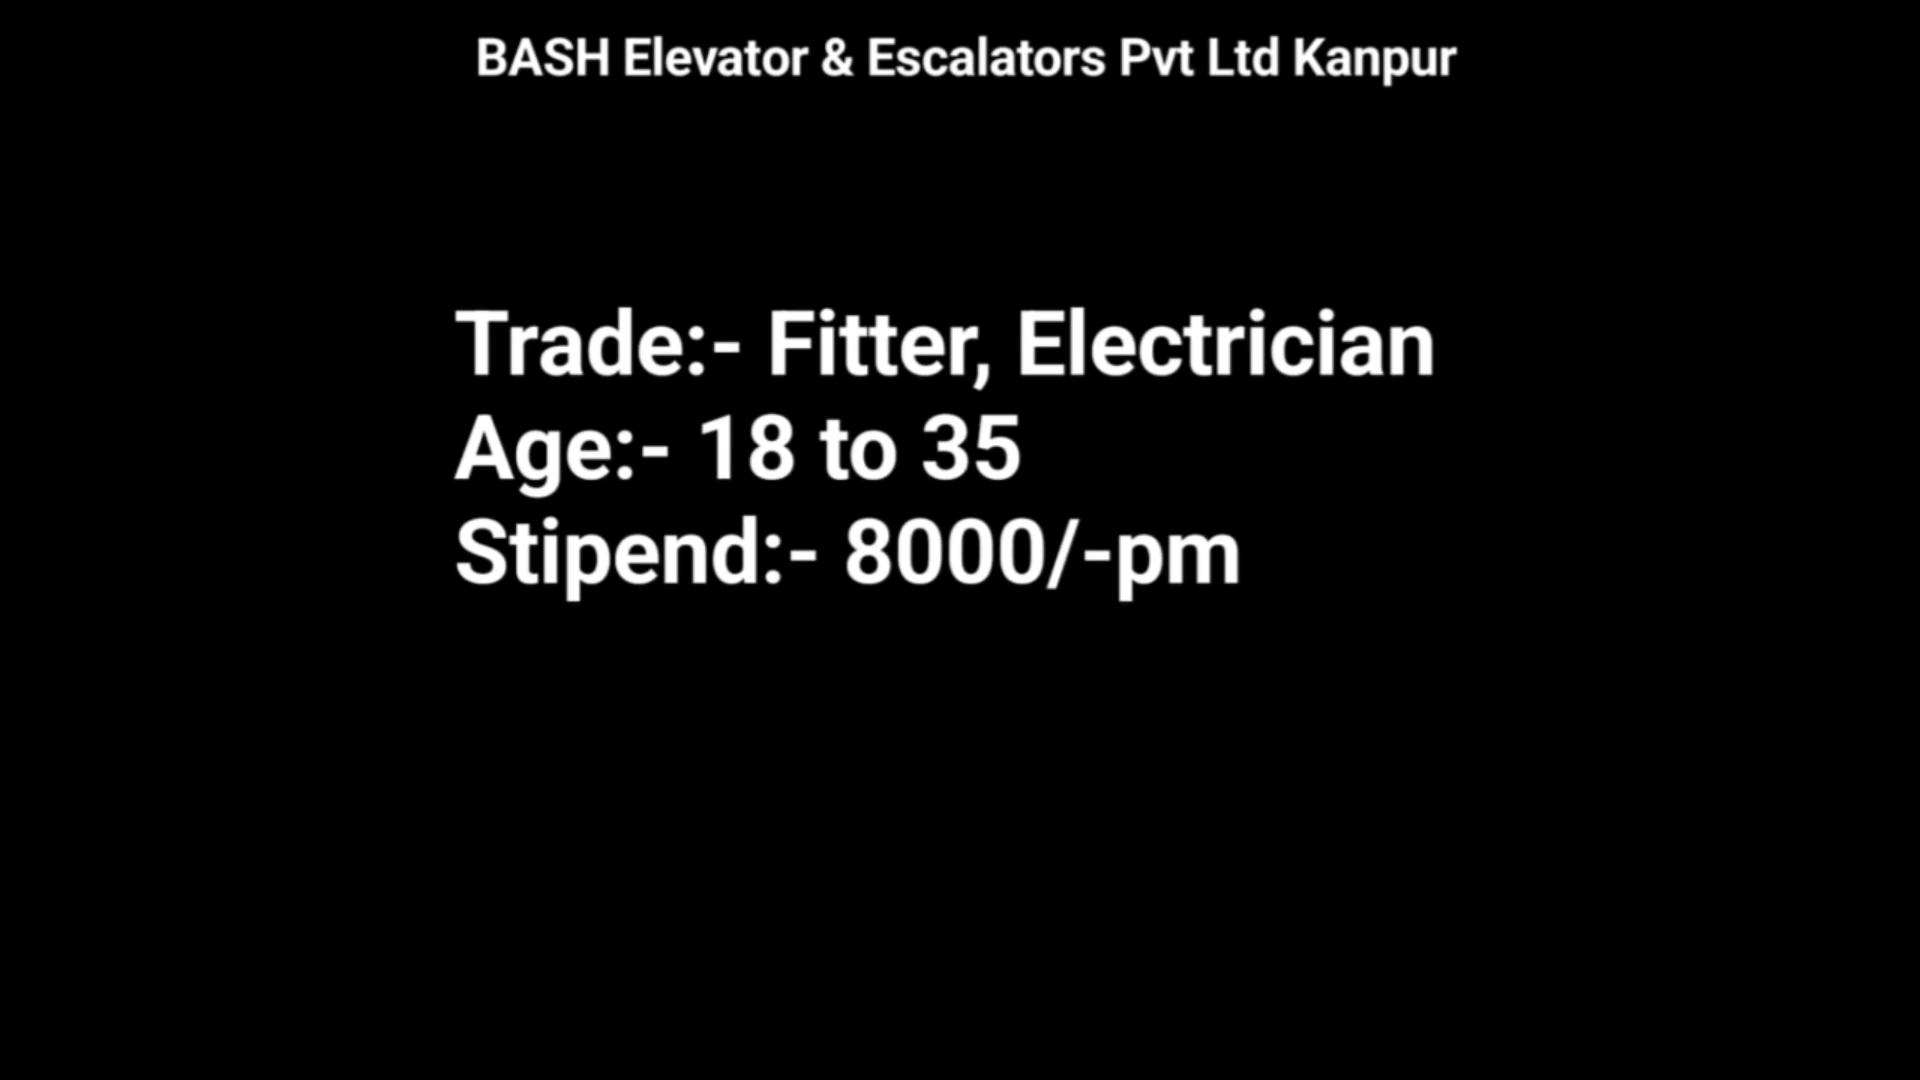 BASH Elevator & Escalators Pvt Ltd Kanpur
Trade:- Fitter, Electrician
Age:- 18 to 35
Stipend:- 8000/-pm